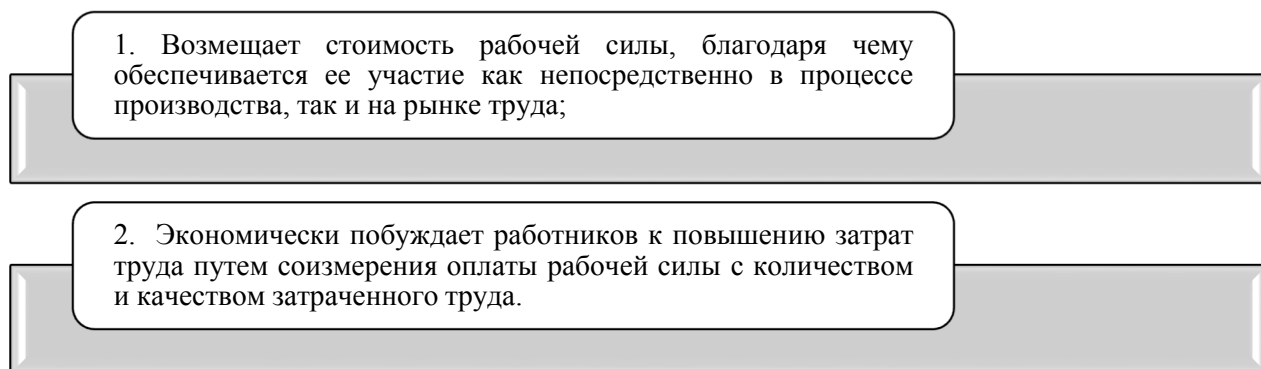 1. Возмещает стоимость рабочей силы, благодаря чему
обеспечивается ее участие как непосредственно в процессе
производства, так и на рынке труда;
2. Экономически побуждает работников к повышению затрат
труда путем соизмерения оплаты рабочей силы с количеством
и качеством затраченного труда.